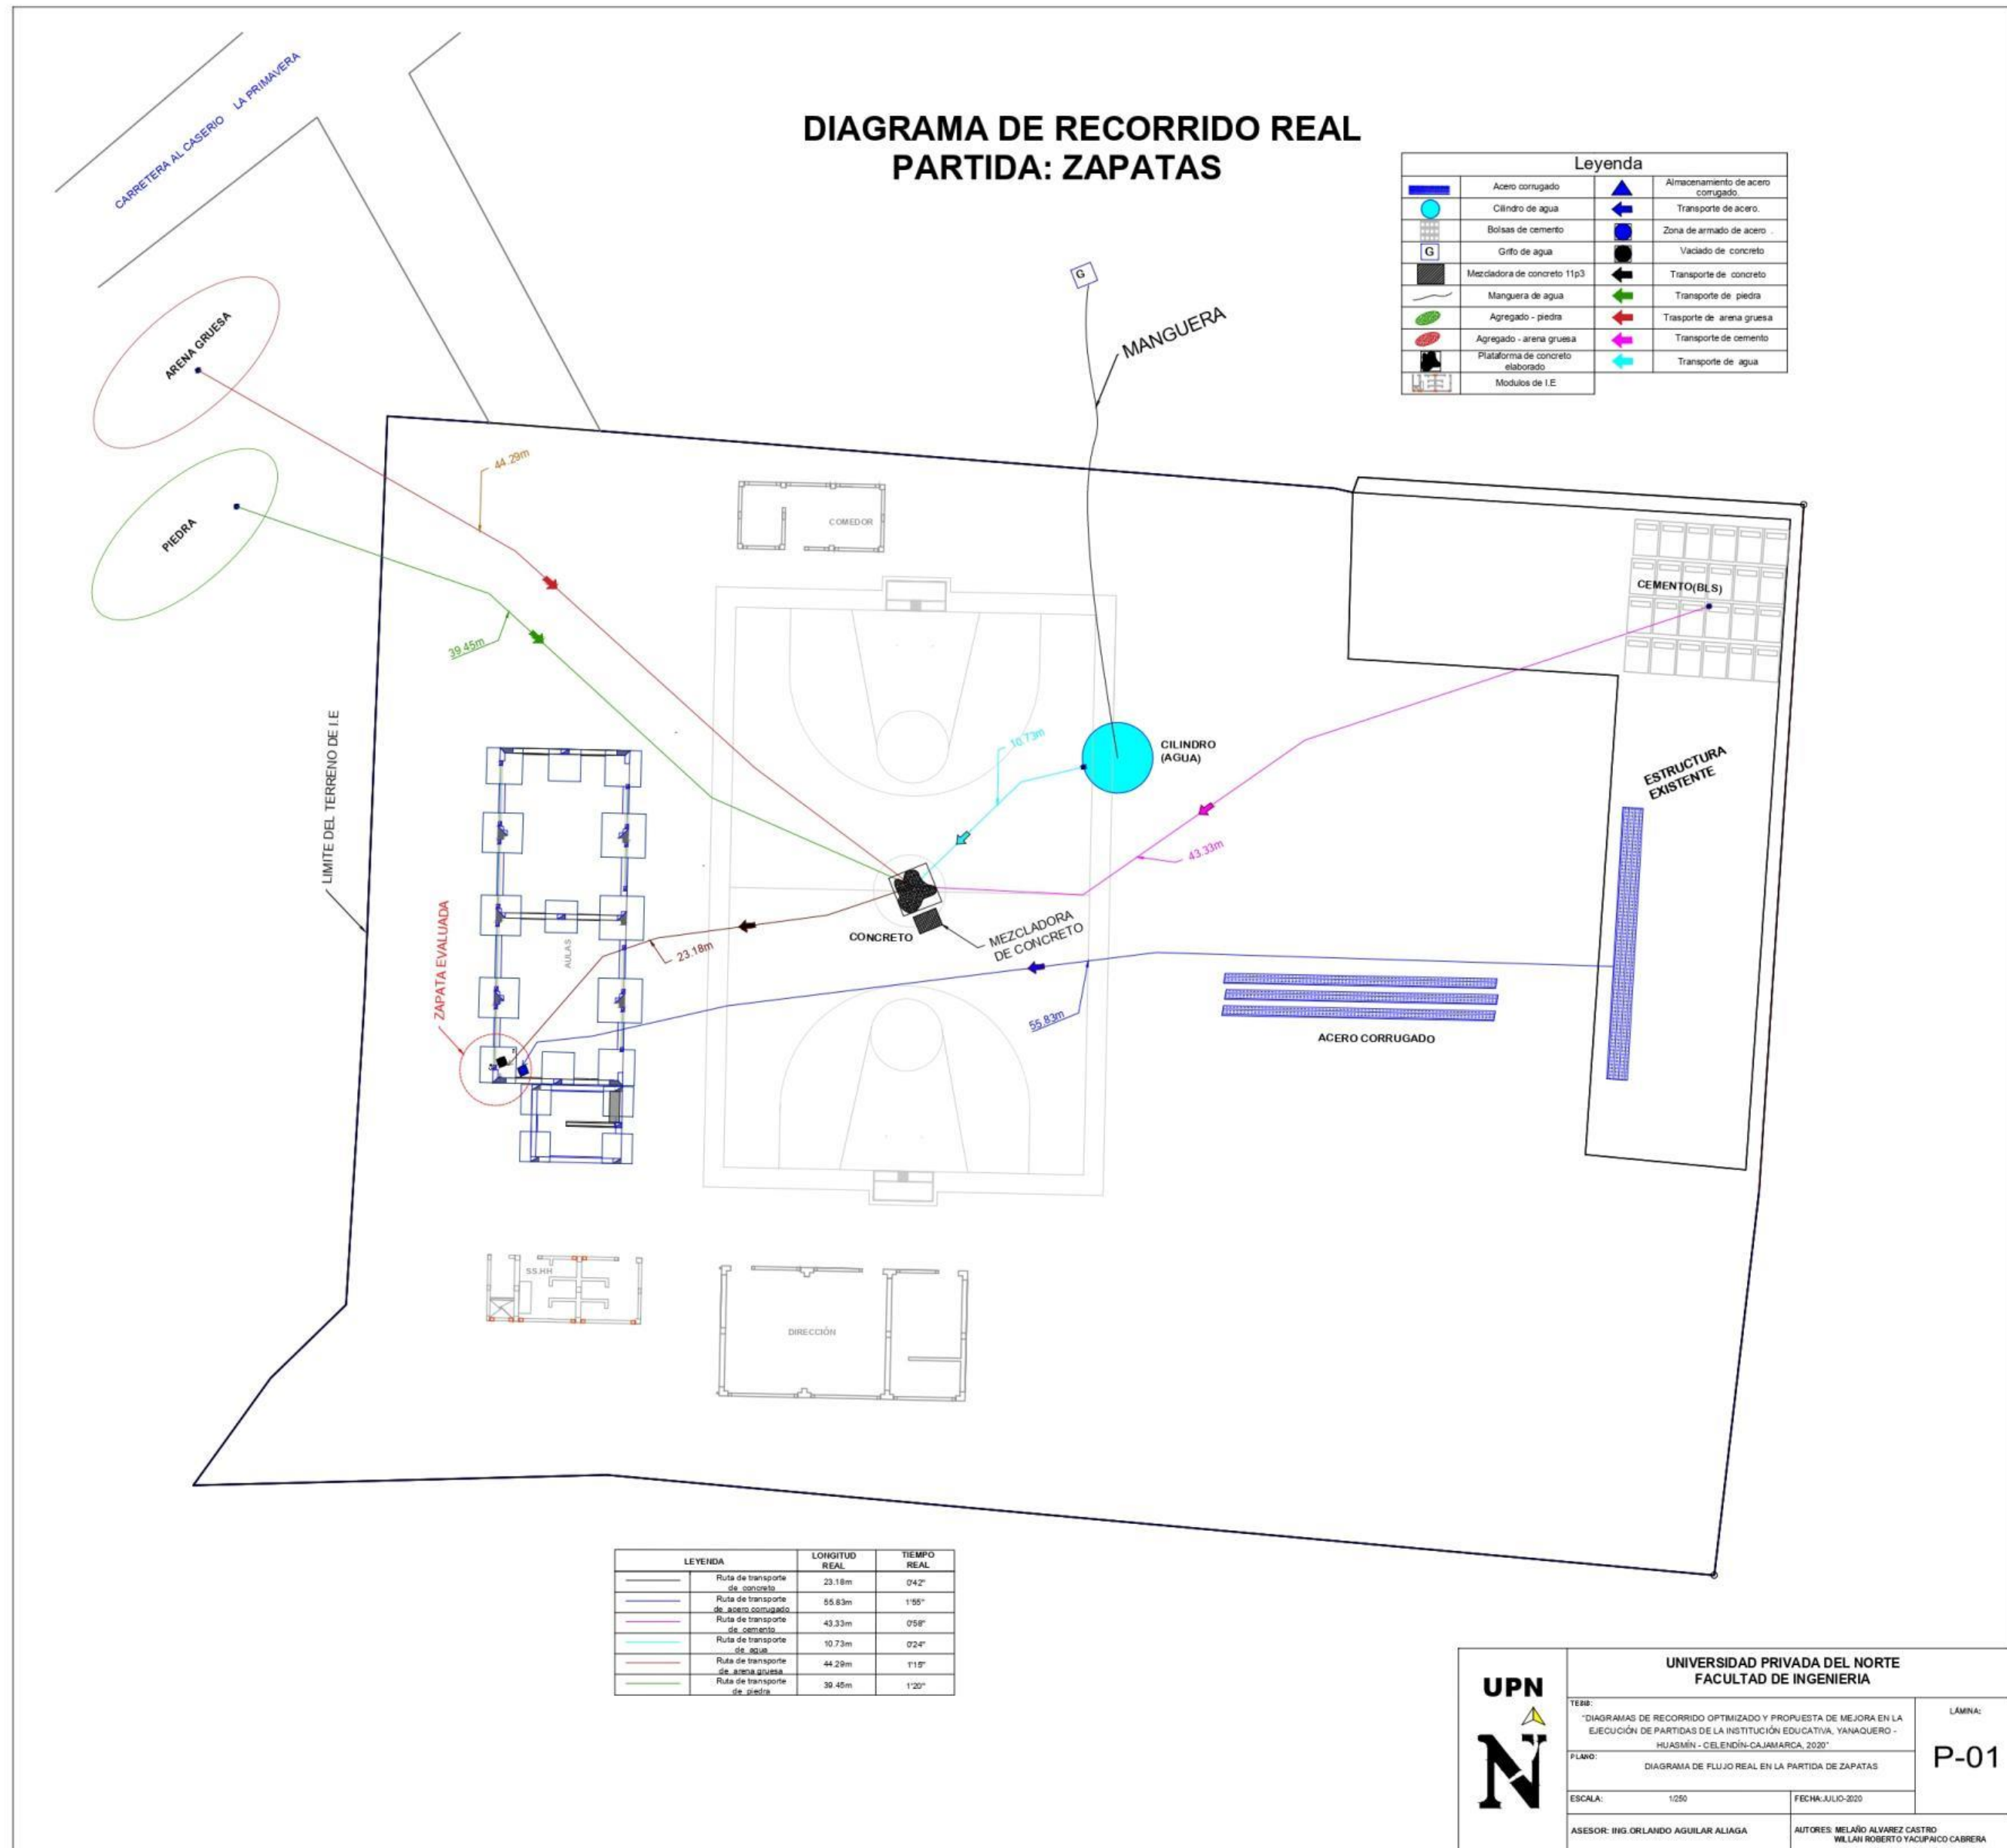 CARRETERA AL CASERIO LA PRIMAVERA
DIAGRAMA DE RECORRIDO REAL
PARTIDA: ZAPATAS
Leyenda
Acero corrugado
Almacenamiento de acero
corrugado.
Cilindro de agua
Transporte de acero.
Bolsas de cemento
Zona de armado de acero .
G
Grifo de agua
Vaciado de concreto
Mezcladora de concreto 11p3
Transporte de concreto
Manguera de agua
Transporte de piedra
Agregado - piedra
Trasporte de arena gruesa
Agregado - arena gruesa
Transporte de cemento
Plataforma de concreto
elaborado
Transporte de agua
Modulos de I.E
G
MANGUERA
ARENA GRUESA
PIEDRA
44.29m
39.45m
COMEDOR
CEMENTO(BLS)
LIMITE DEL TERRENO DE I.E
10.73m
CILINDRO
(AGUA)
ESTRUCTURA
EXISTENTE
43.33m
ZAPATA EVALUADA
AULAS
CONCRETO
MEZCLADORA
DE CONCRETO
23.18m
55.83m
ACERO CORRUGADO
SS.HH
DIRECCIÓN
LEYENDA
LONGITUD
REAL
TIEMPO
REAL
Ruta de transporte
de concreto
23.18m
0'42"
Ruta de transporte
de acero corrugado
55.83m
1'55"
Ruta de transporte
de cemento
43.33m
0'58"
Ruta de transporte
de agua
10.73m
0'24"
Ruta de transporte
de arena gruesa
44.29m
1'15"
Ruta de transporte
de piedra
39.45m
1'20"
UPN
N
UNIVERSIDAD PRIVADA DEL NORTE
FACULTAD DE INGENIERIA
TESIS:
"DIAGRAMAS DE RECORRIDO OPTIMIZADO Y PROPUESTA DE MEJORA EN LA
EJECUCIÓN DE PARTIDAS DE LA INSTITUCIÓN EDUCATIVA, YANAQUERO -
HUASMÍN - CELENDÍN-CAJAMARCA, 2020"
LÁMINA:
P-01
PLANO:
DIAGRAMA DE FLUJO REAL EN LA PARTIDA DE ZAPATAS
ESCALA: 1/250
FECHA:JULIO-2020
ASESOR: ING.ORLANDO AGUILAR ALIAGA
AUTORES: MELAÑO ALVAREZ CASTRO
WILLAN ROBERTO YACUPAICO CABRERA